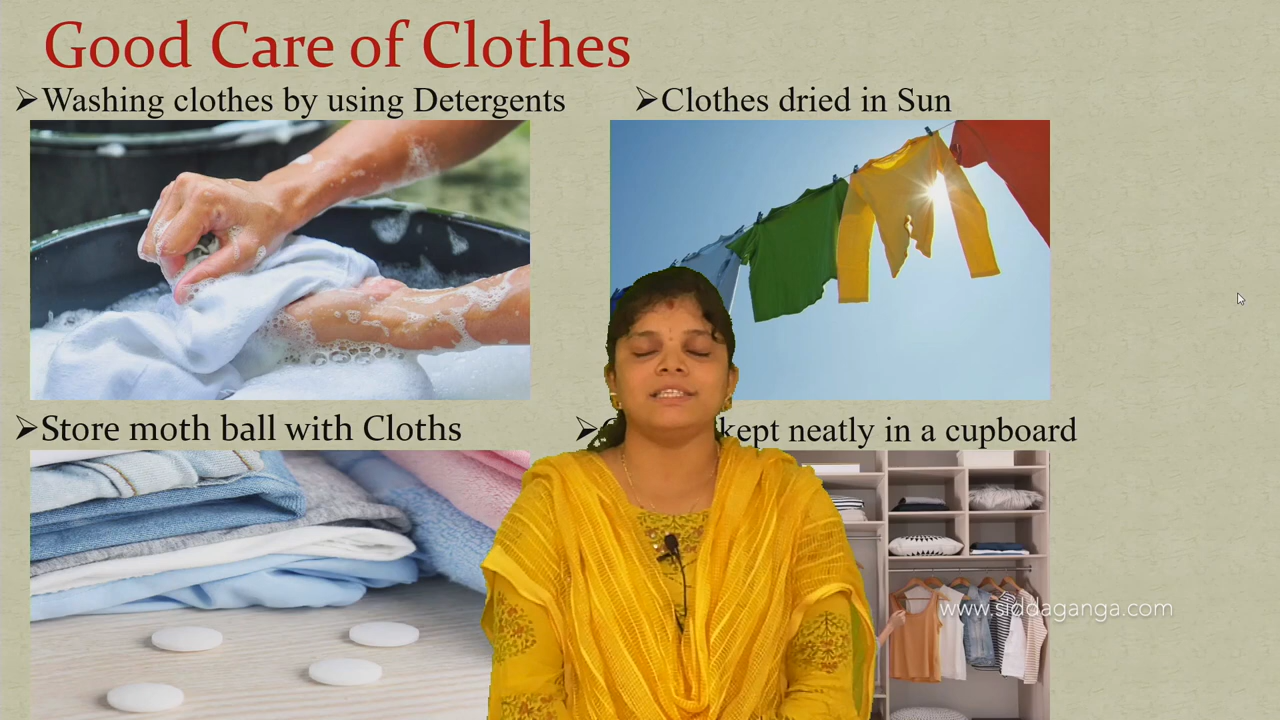 Good Care of Clothes
➢Washing clothes by using Detergents
➢Clothes dried in Sun
➢Store moth ball with Cloths
➢ kept neatly in a cupboard
www.siddaganga.com